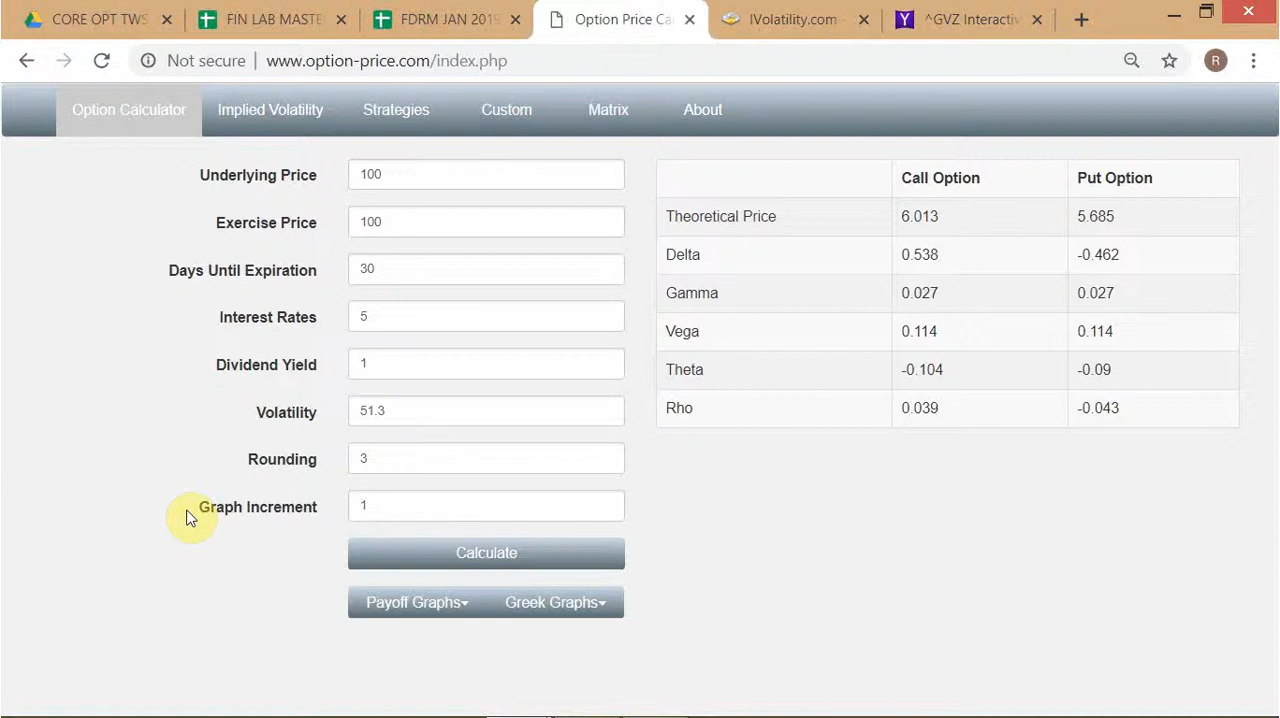 CORE OPT TWS
FIN LAB MASTE
FDRM JAN 2019
Option Price Ca
IVolatility.com -
^GVZ Interactiv
Not secure | www.option-price.com/index.php
R
Option Calculator Implied Volatility Strategies Custom Matrix About
Underlying Price 100
Exercise Price 100
Days Until Expiration 30
Interest Rates 5
Dividend Yield 1
Volatility 51.3
Rounding 3
Graph Increment 1
Calculate
Payoff Graphs Greek Graphs
Call Option Put Option
Theoretical Price 6.013 5.685
Delta 0.538 -0.462
Gamma 0.027 0.027
Vega 0.114 0.114
Theta -0.104 -0.09
Rho 0.039 -0.043